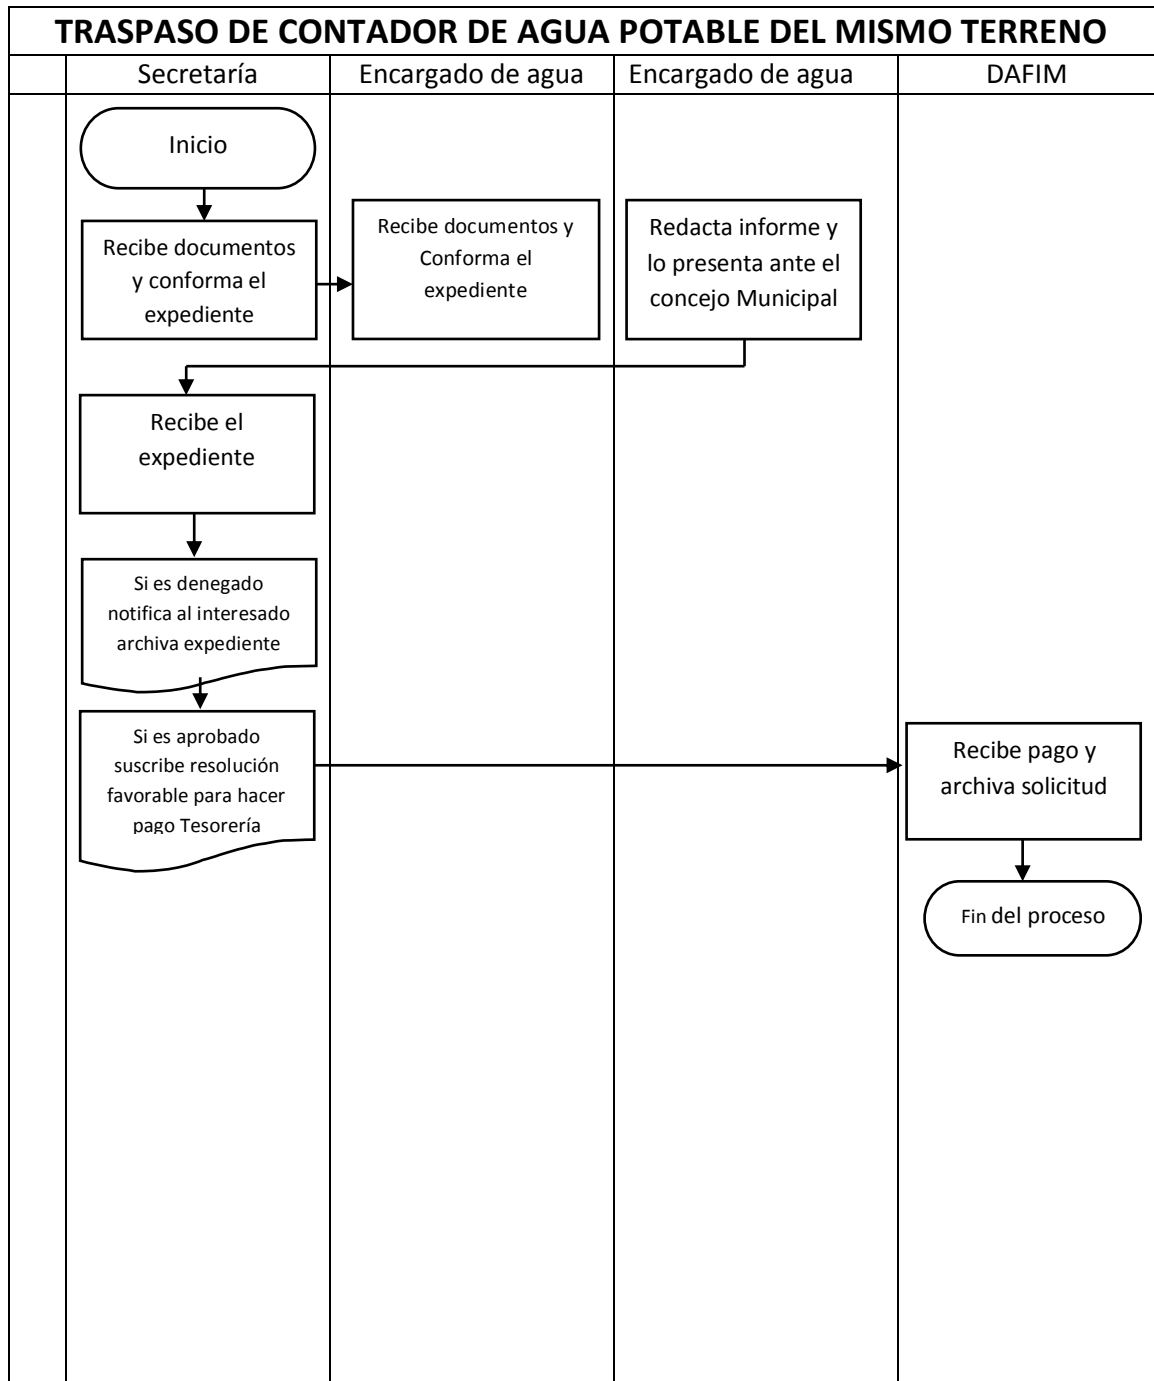 TRASPASO DE CONTADOR DE AGUA POTABLE DEL MISMO TERRENO
Secretaría
Encargado de agua
Encargado de agua
DAFIM
Inicio
Recibe documentos
y conforma el
expediente
Recibe documentos y
Conforma el
expediente
Redacta informe y
lo presenta ante el
concejo Municipal
Recibe el
expediente
Si es denegado
notifica al interesado
archiva expediente
Si es aprobado
suscribe resolución
favorable para hacer
pago Tesorería
Recibe pago y
archiva solicitud
Fin del proceso